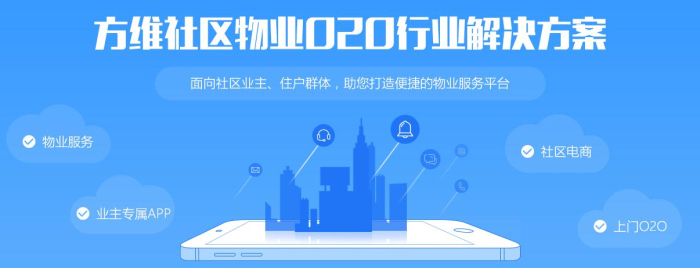 方维社区物业O2O行业解决方案
面向社区业主、住户群体，助您打造便捷的物业服务平台
物业服务
社区电商
业主专属APP
上门O2O